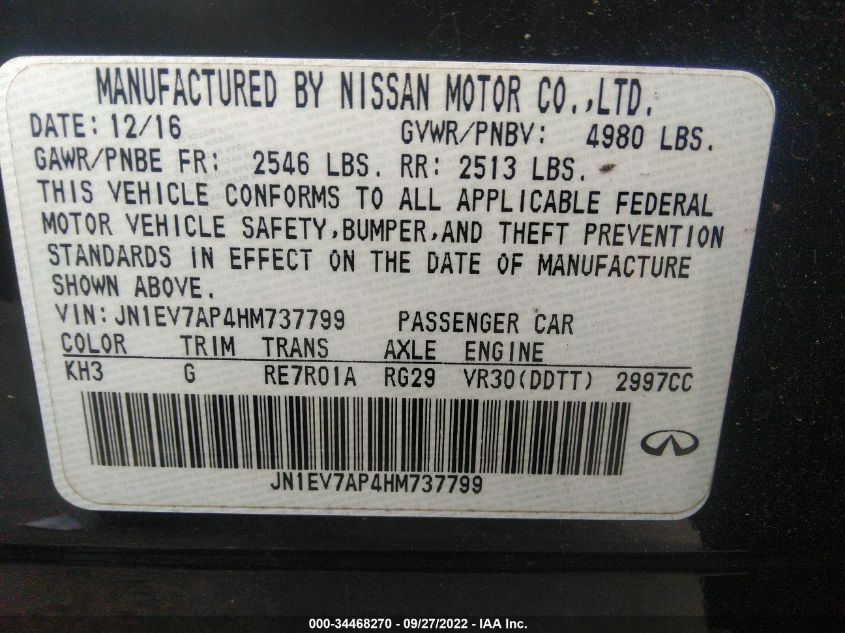 MANUFACTURED BY NISSAN MOTOR CO.,LTD.
DATE: 12/16 GVWR/PNBV: 4980 LBS.
GAWR/PNBE FR: 2546 LBS. RR: 2513 LBS.
THIS VEHICLE CONFORMS TO ALL APPLICABLE FEDERAL
MOTOR VEHICLE SAFETY,BUMPER,AND THEFT PREVENTION
STANDARDS IN EFFECT ON THE DATE OF MANUFACTURE
SHOWN ABOVE.
VIN: JN1EV7AP4HM737799 PASSENGER CAR
COLOR TRIM TRANS AXLE ENGINE
KH3 G RE7R01A RG29 VR30(DDTT) 2997CC
JN1EV7AP4HM737799
000-34468270 - 09/27/2022 - IAA Inc.